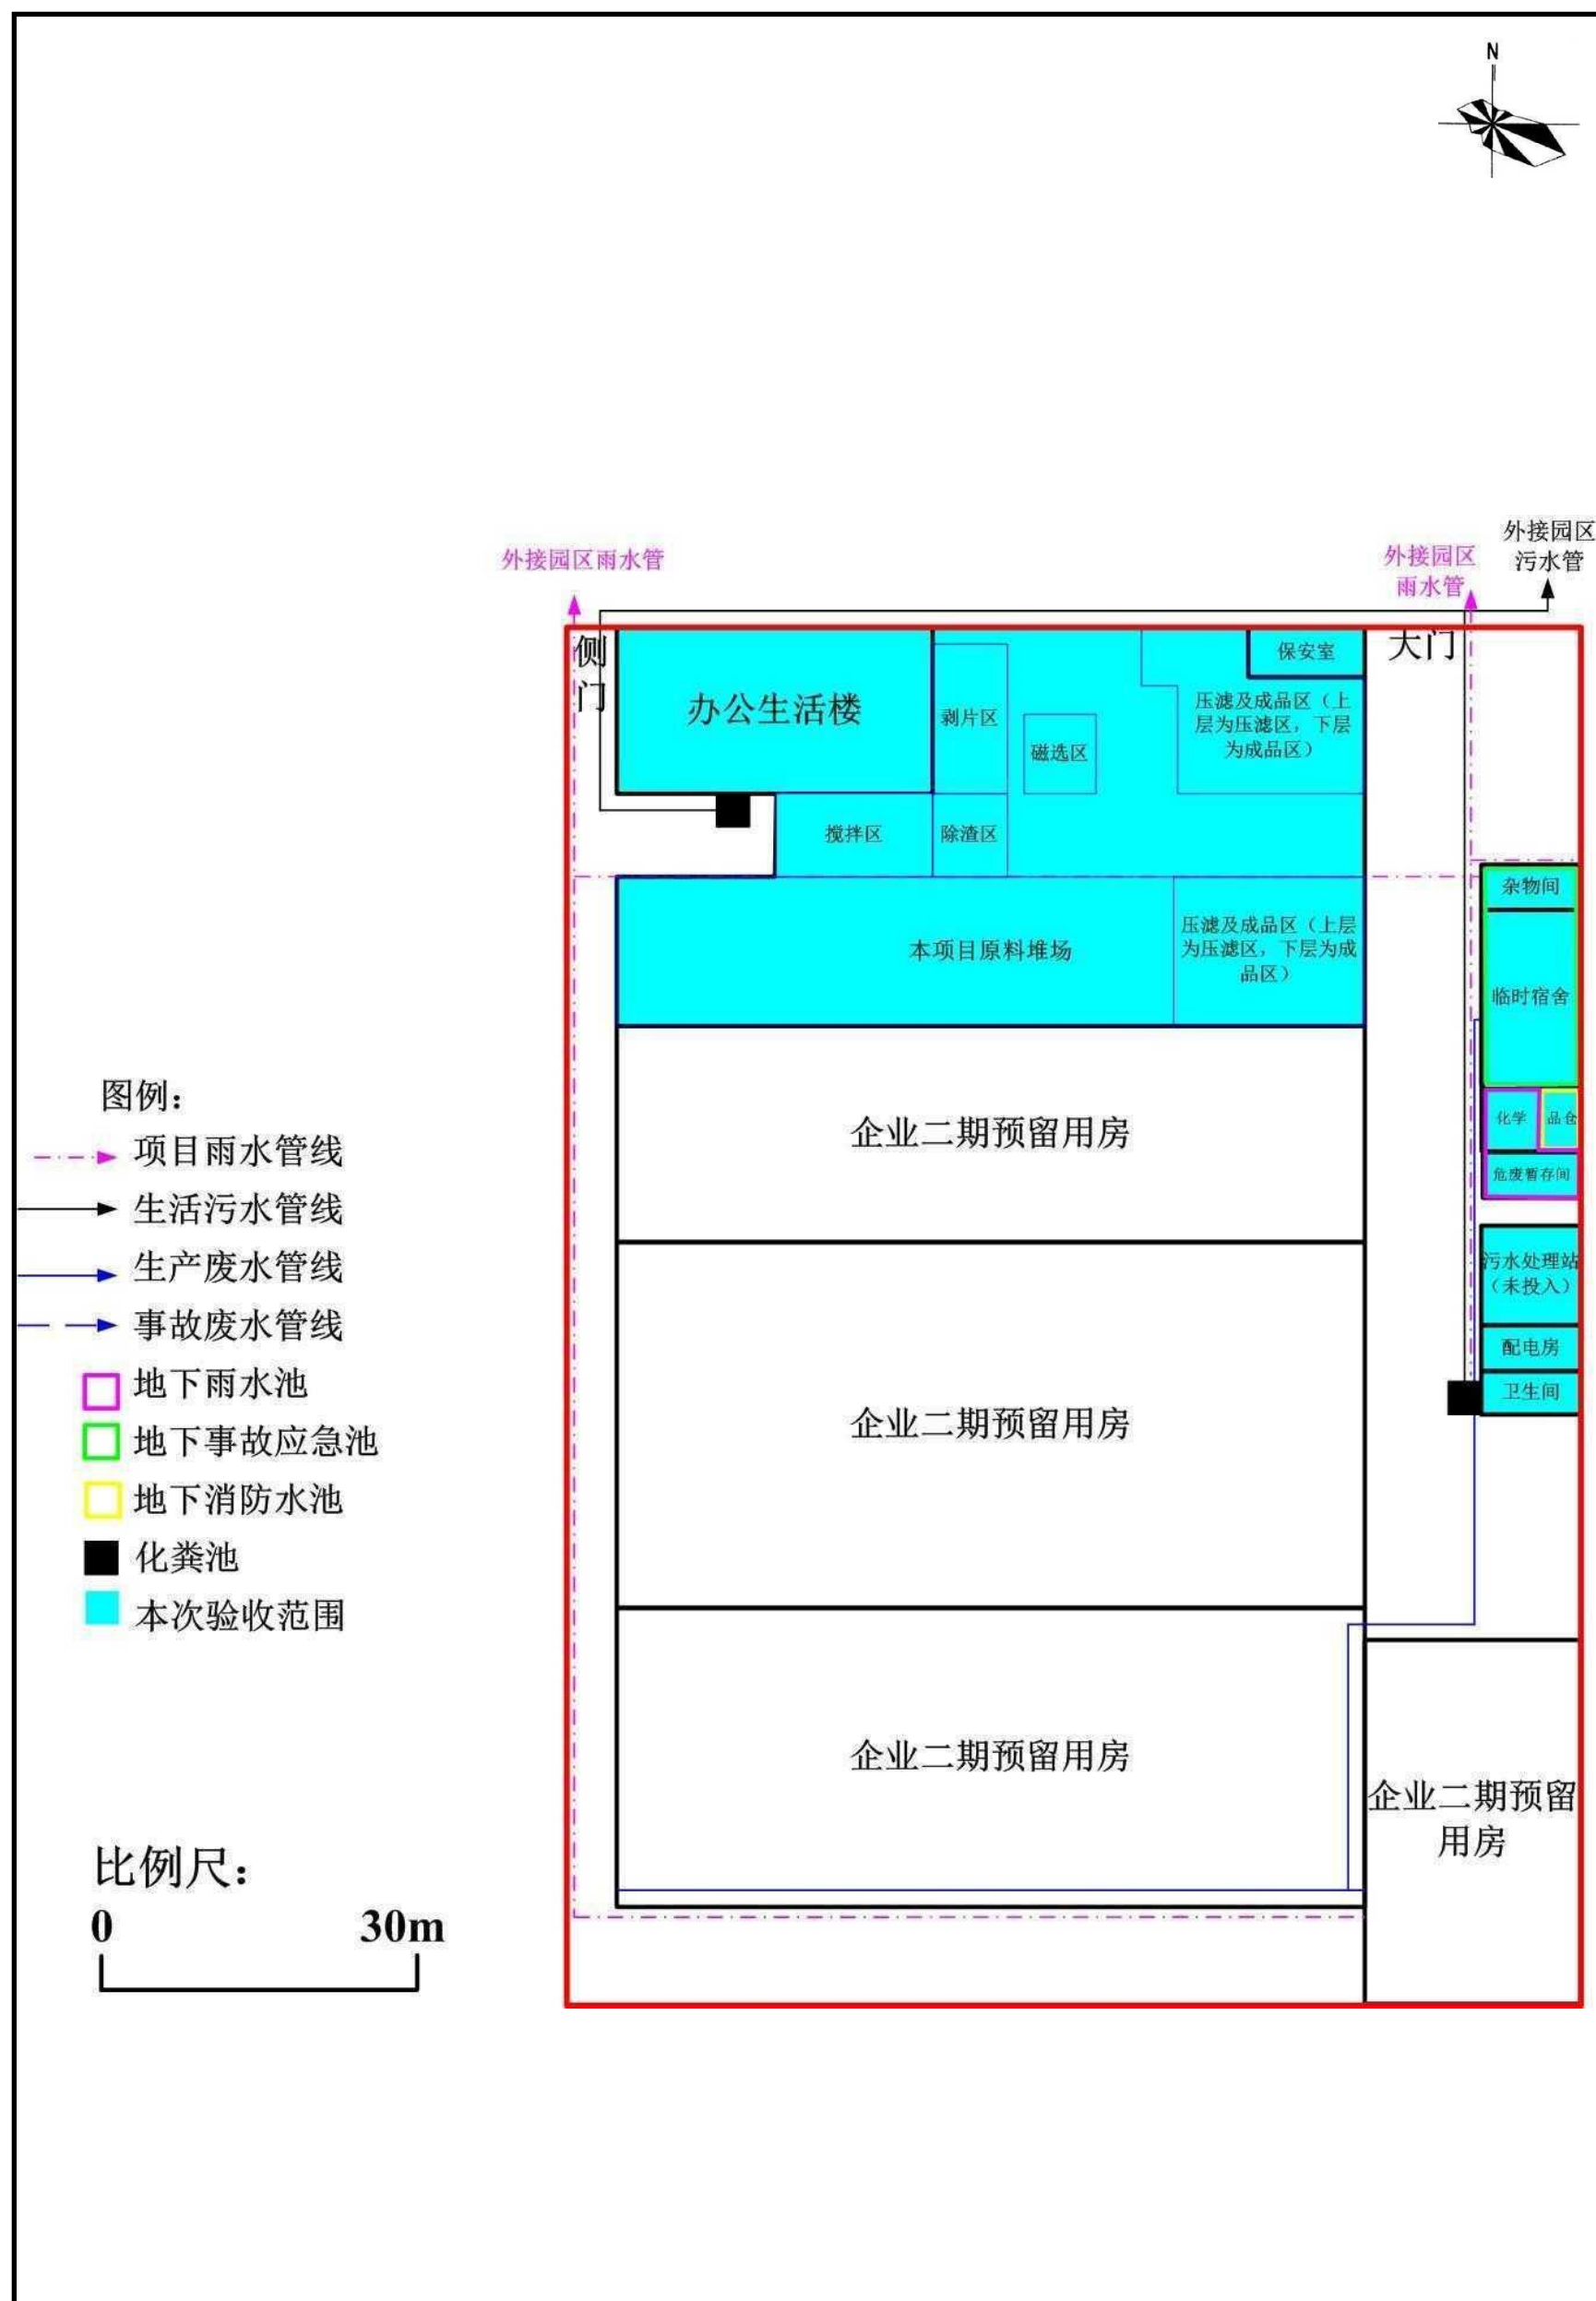 N
外接园区
污水管
外接园区雨水管
外接园区
雨水管
侧
门
办公生活楼
剥片区
磁选区
保安室
大门
压滤及成品区（上
层为压滤区，下层
为成品区）
搅拌区
除渣区
杂物间
本项目原料堆场
压滤及成品区（上层
为压滤区，下层为成
品区）
临时宿舍
企业二期预留用房
化学
品仓
危废暂存间
污水处理站
（未投入）
配电房
卫生间
企业二期预留用房
企业二期预留用房
企业二期预留
用房
图例：
项目雨水管线
生活污水管线
生产废水管线
事故废水管线
地下雨水池
地下事故应急池
地下消防水池
化粪池
本次验收范围
比例尺：
0 30m